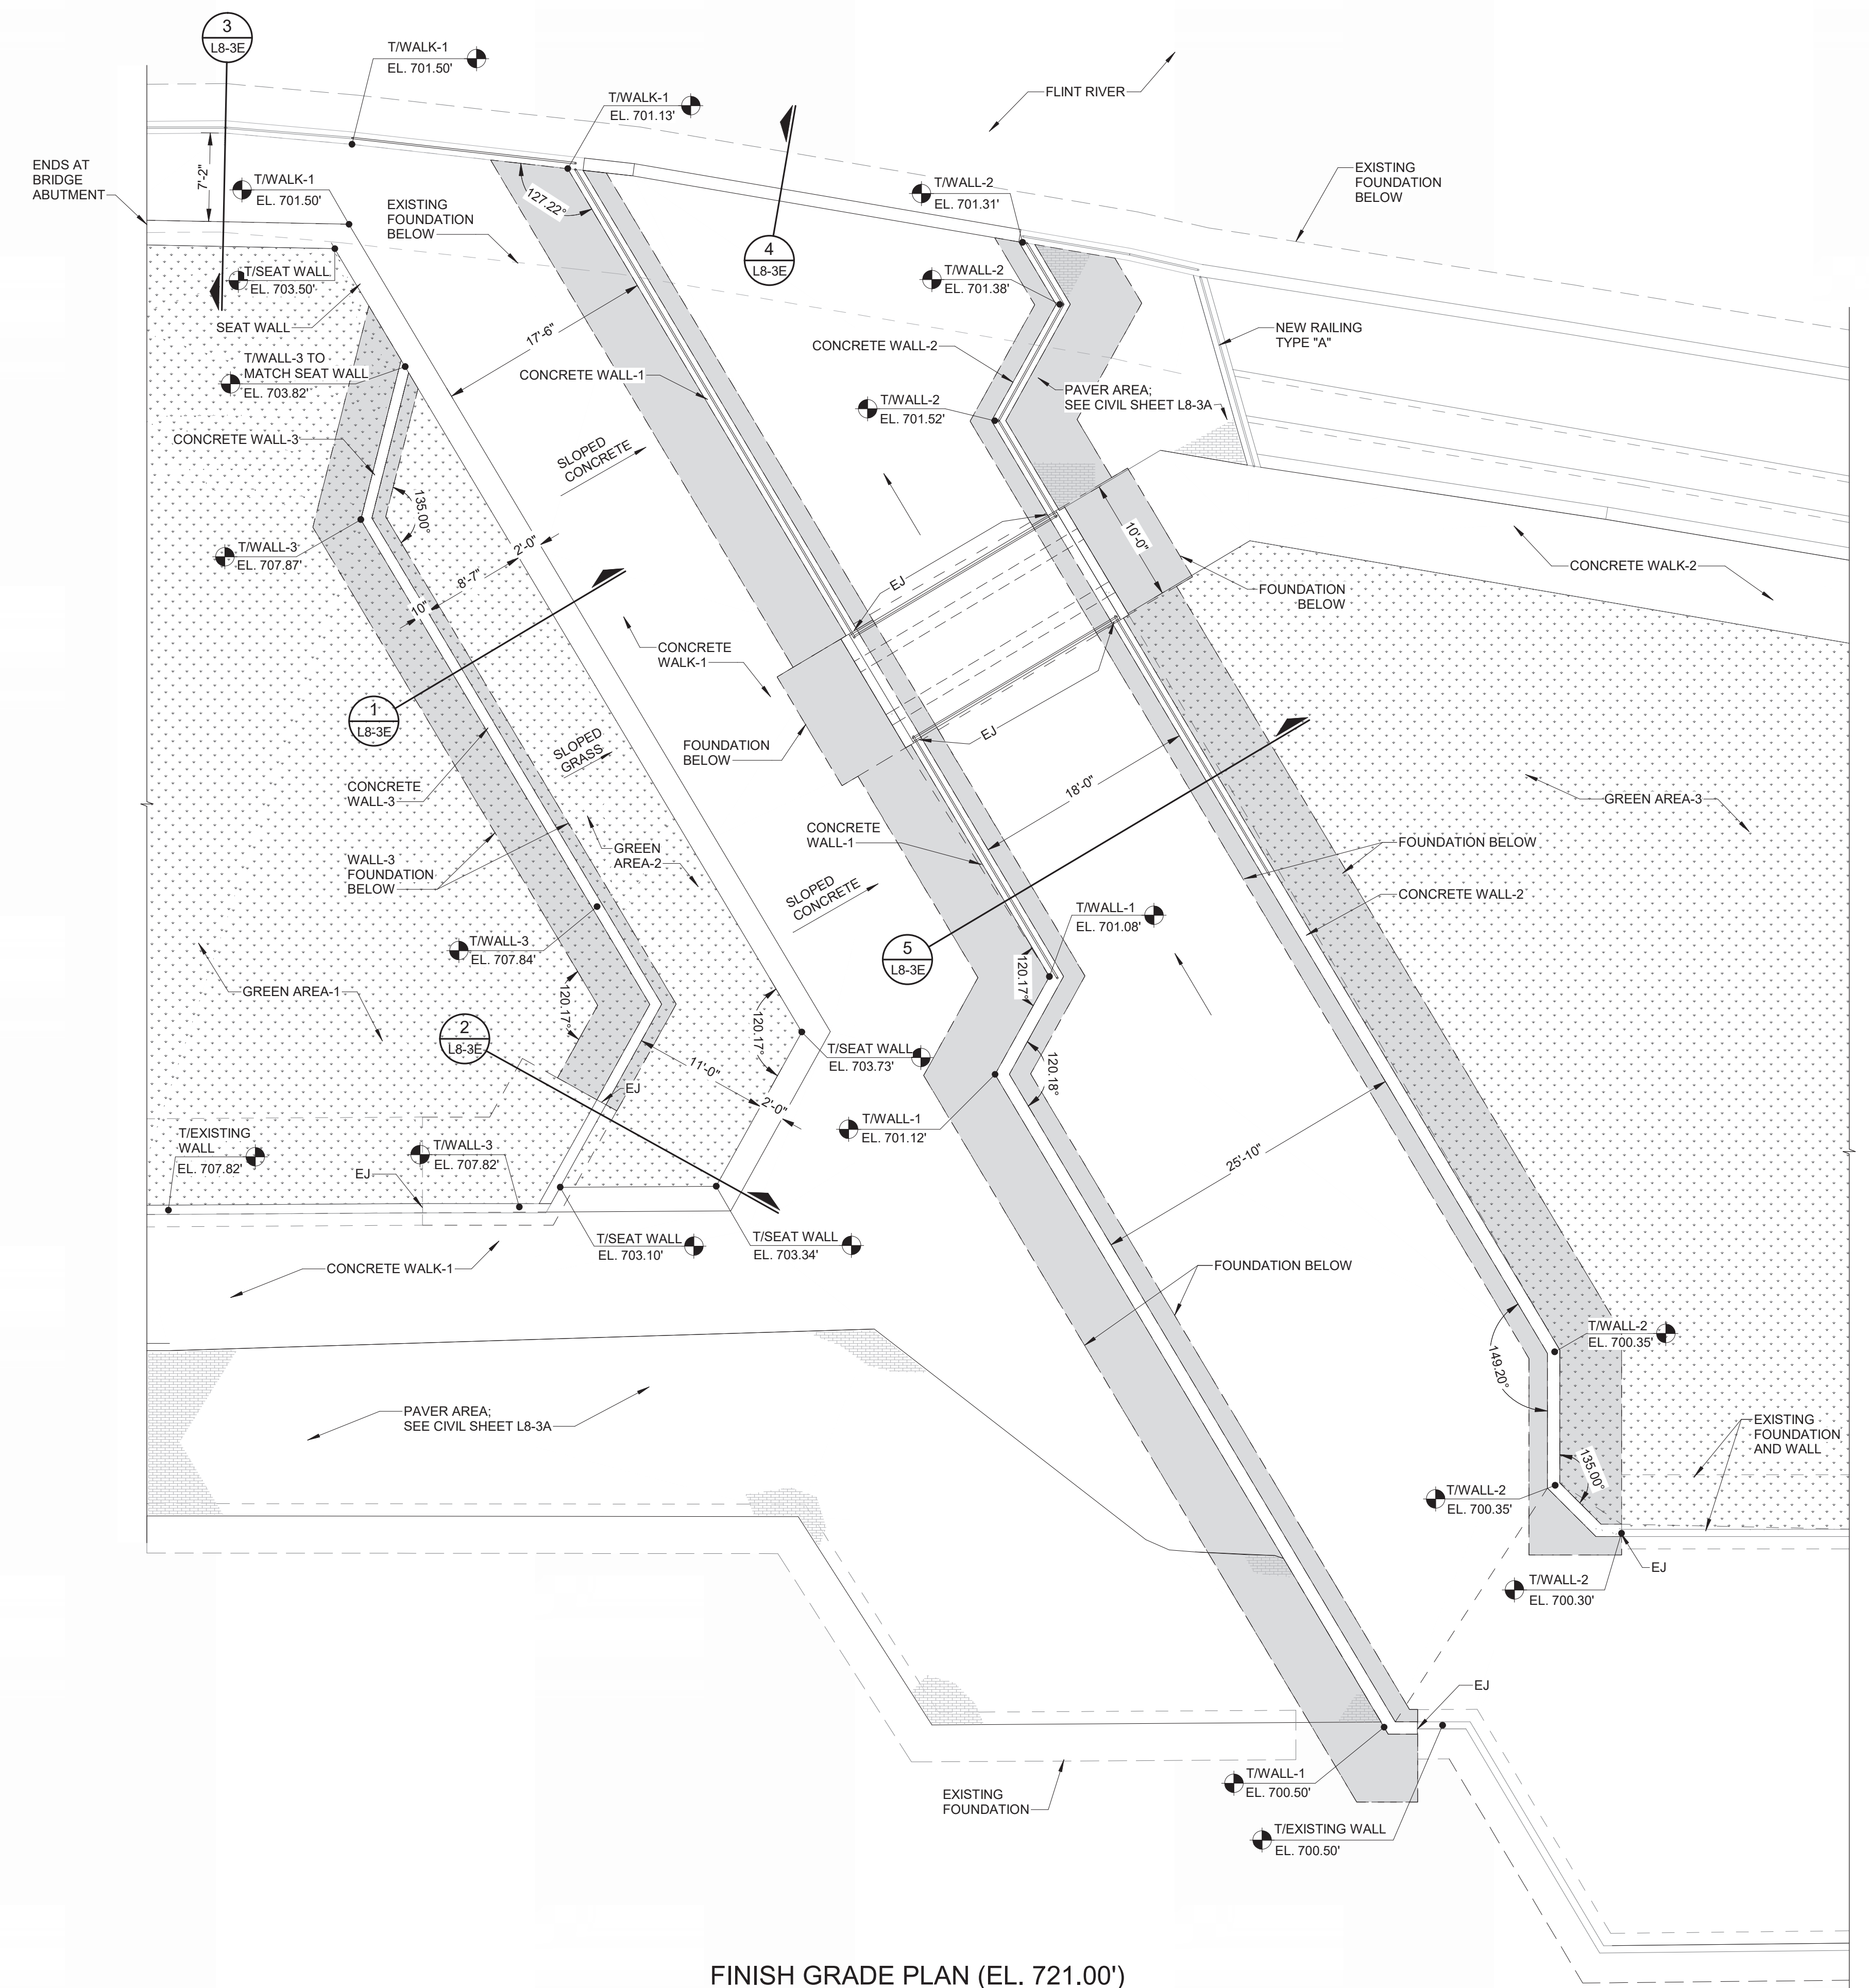 3
L8-3E
T/WALK-1
EL. 701.50'
T/WALK-1
EL. 701.13'
FLINT RIVER
ENDS AT
BRIDGE
ABUTMENT
7'-2"
T/WALK-1
EL. 701.50'
EXISTING
FOUNDATION
BELOW
127.22°
4
L8-3E
T/WALL-2
EL. 701.31'
EXISTING
FOUNDATION
BELOW
T/SEAT WALL
EL. 703.50'
T/WALL-2
EL. 701.38'
SEAT WALL
17'-6"
NEW RAILING
TYPE "A"
CONCRETE WALL-2
T/WALL-3 TO
MATCH SEAT WALL
EL. 703.82'
CONCRETE WALL-1
PAVER AREA;
SEE CIVIL SHEET L8-3A
T/WALL-2
EL. 701.52'
CONCRETE WALL-3
SLOPED
CONCRETE
135.00°
10'-0"
T/WALL-3
EL. 707.87'
2'-0"
8'-7"
10"
EJ
CONCRETE WALK-2
FOUNDATION
BELOW
CONCRETE
WALK-1
1
L8-3E
SLOPED
GRASS
FOUNDATION
BELOW
EJ
CONCRETE
WALL-3
18'-0"
GREEN AREA-3
CONCRETE
WALL-1
GREEN
AREA-2
FOUNDATION BELOW
WALL-3
FOUNDATION
BELOW
SLOPED
CONCRETE
CONCRETE WALL-2
T/WALL-1
EL. 701.08'
T/WALL-3
EL. 707.84'
5
L8-3E
120.17°
GREEN AREA-1
120.17°
120.17°
2
L8-3E
T/SEAT WALL
EL. 703.73'
11'-0"
120.18°
EJ
2'-0"
T/WALL-1
EL. 701.12'
T/EXISTING
WALL
EL. 707.82'
T/WALL-3
EL. 707.82'
EJ
25'-10"
T/SEAT WALL
EL. 703.10'
T/SEAT WALL
EL. 703.34'
CONCRETE WALK-1
FOUNDATION BELOW
T/WALL-2
EL. 700.35'
149.20°
PAVER AREA;
SEE CIVIL SHEET L8-3A
EXISTING
FOUNDATION
AND WALL
135.00°
T/WALL-2
EL. 700.35'
EJ
T/WALL-2
EL. 700.30'
EJ
T/WALL-1
EL. 700.50'
EXISTING
FOUNDATION
T/EXISTING WALL
EL. 700.50'
FINISH GRADE PLAN (EL. 721.00')